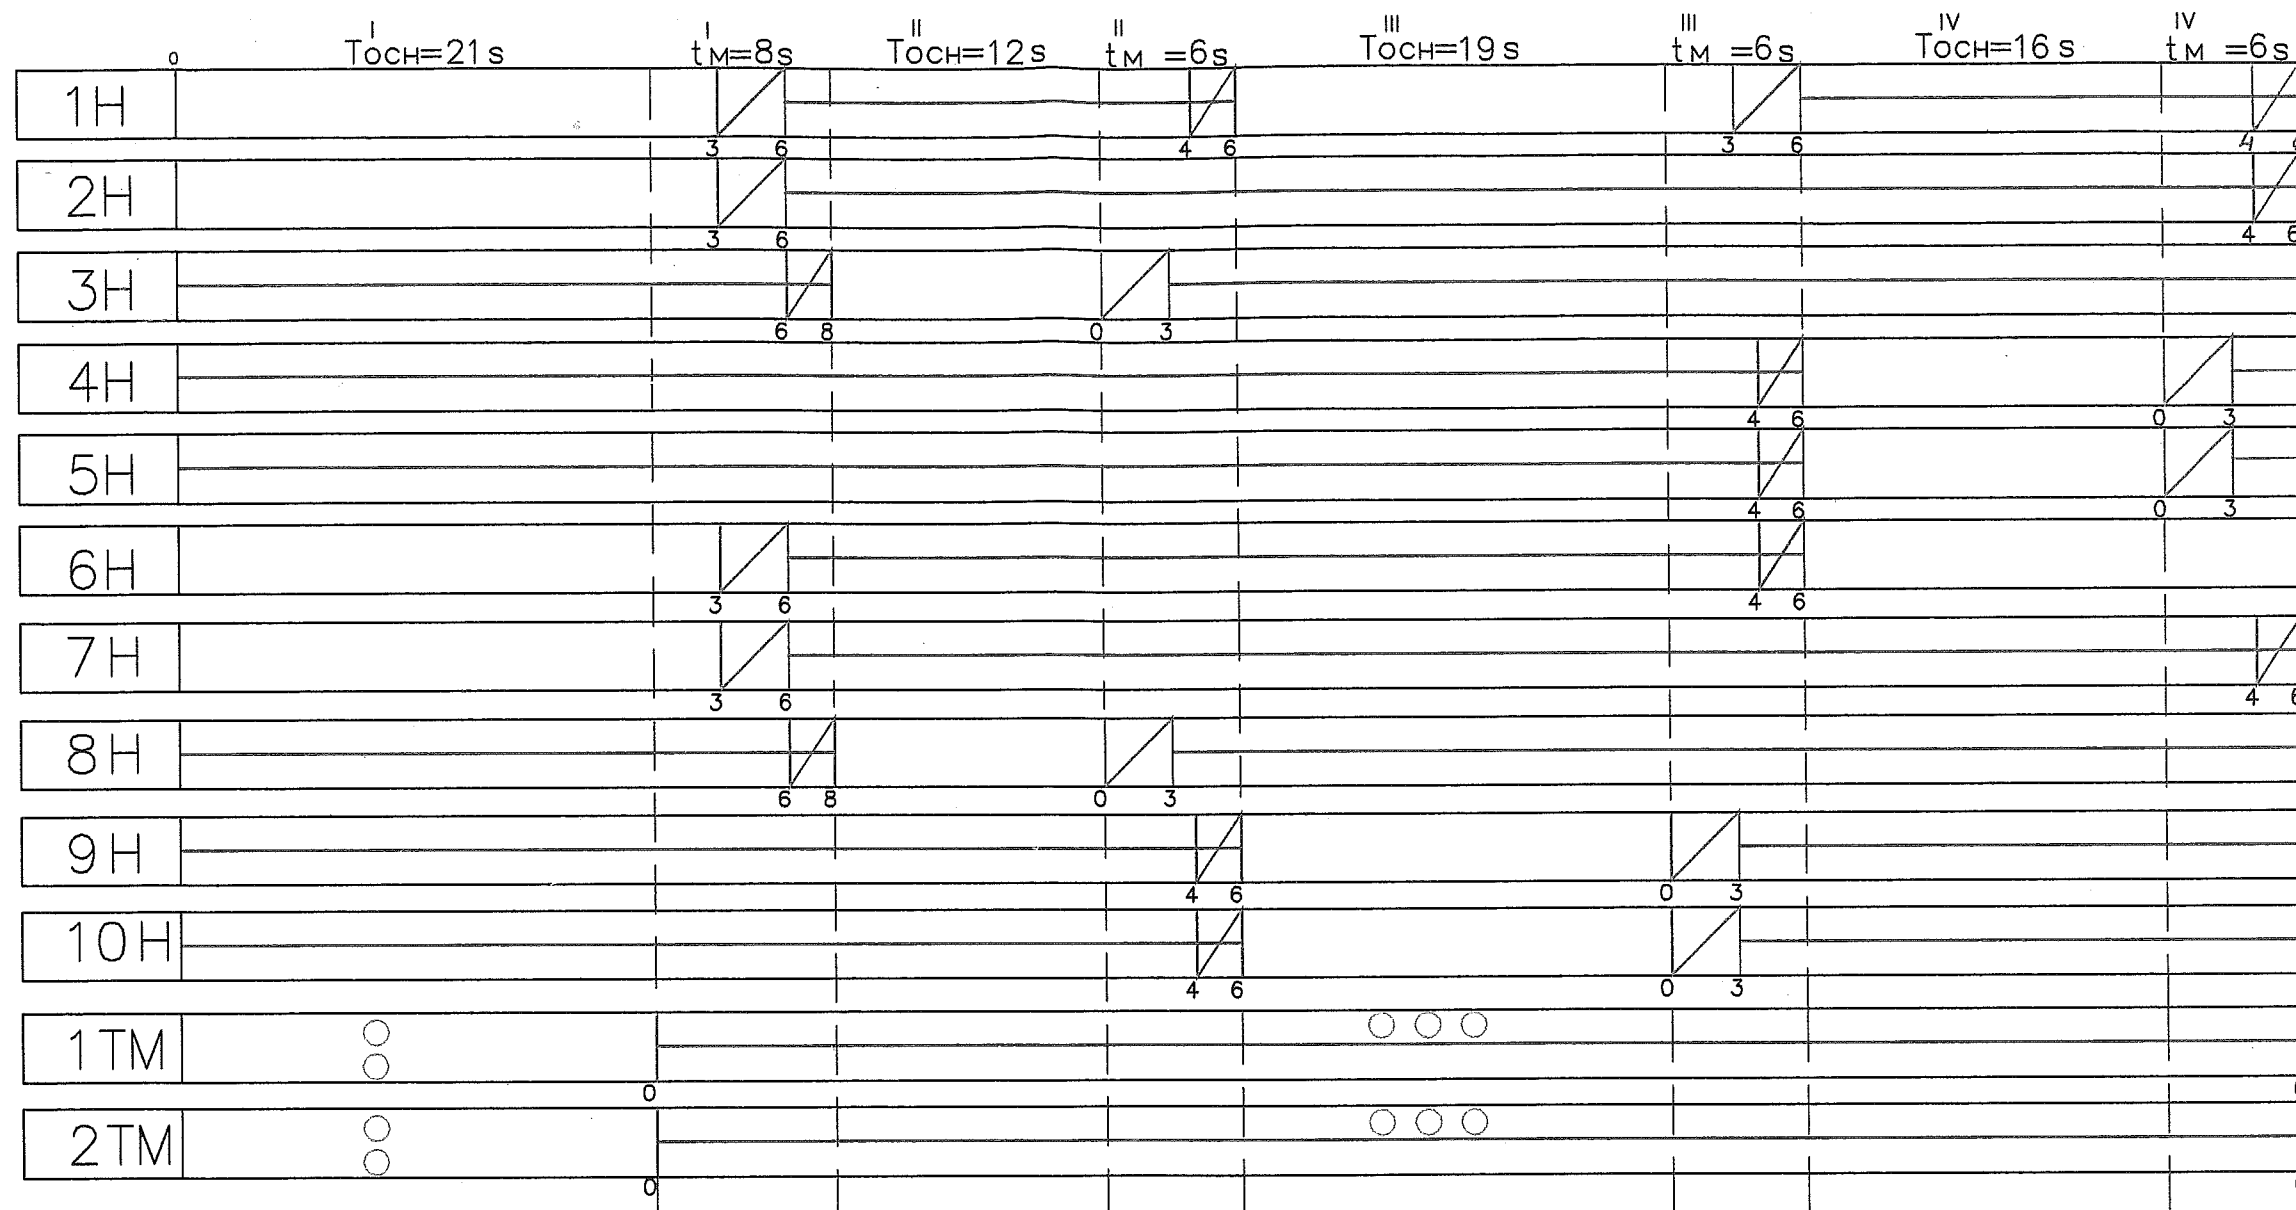 0 I Tосн=21s I tм=8s II Tосн=12s II tм =6s III Tосн=19s III tм =6s IV Tосн=16s IV tм =6s
1H
3 6 4 6 3 6 4
2H
3 6 4 6
3H
6 8 0 3
4H
4 6 0 3
5H
4 6 0 3
6H
3 6 4 6
7H
3 6 4 6
8H
6 8 0 3
9H
4 6 0 3
10H
4 6 0 3
1TM
0
2TM
0